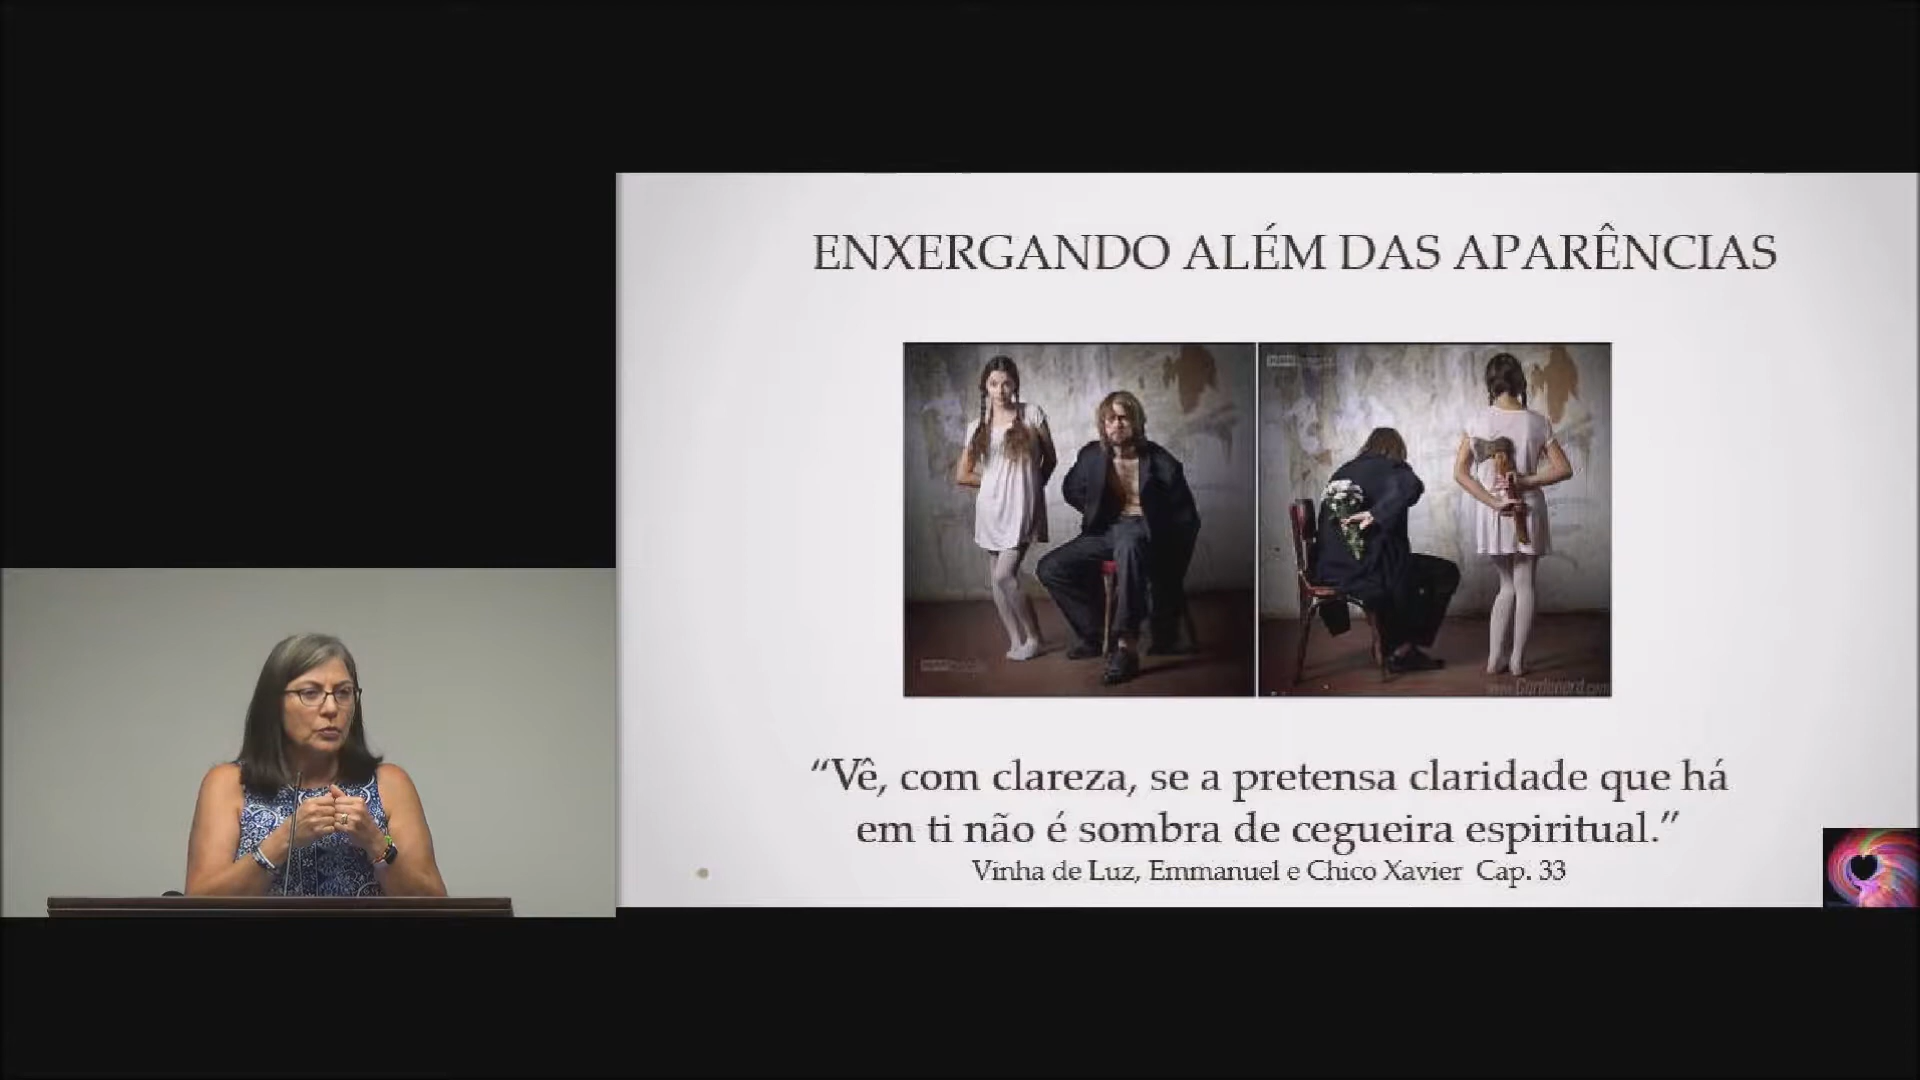 ENXERGANDO ALÉM DAS APARÊNCIAS
“Vê, com clareza, se a pretensa claridade que há
em ti não é sombra de cegueira espiritual.”
Vinha de Luz, Emmanuel e Chico Xavier Cap. 33